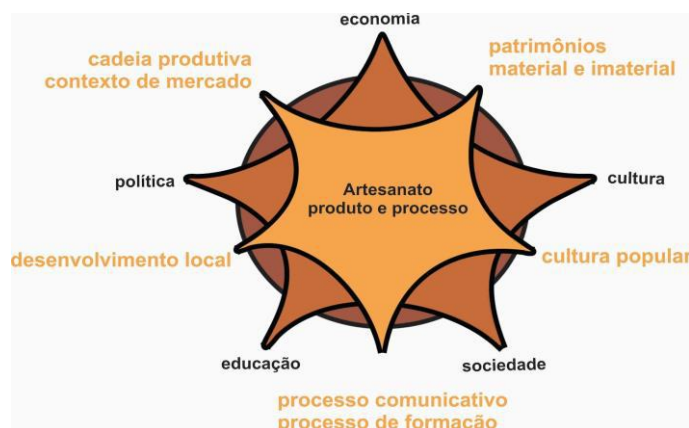 economia
cadeia produtiva
contexto de mercado
patrimônios
material e imaterial
política
Artesanato
produto e processo
cultura
desenvolvimento local
cultura popular
educação
sociedade
processo comunicativo
processo de formação